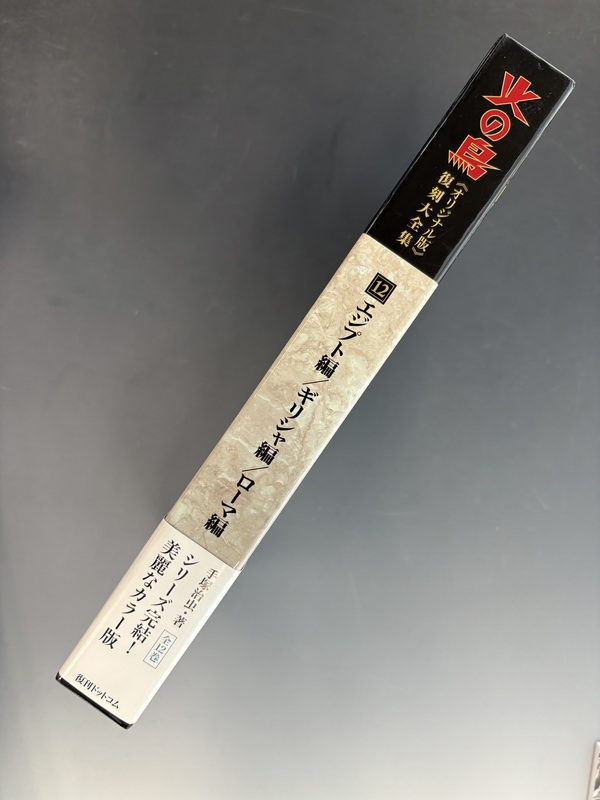 火の鳥
《オリジナル版》
復刻大全集
12
エジプト編/ギリシャ編/ローマ編
手塚治虫・著
全12巻
シリーズ完結!
美麗なカラー版
復刊ドットコム